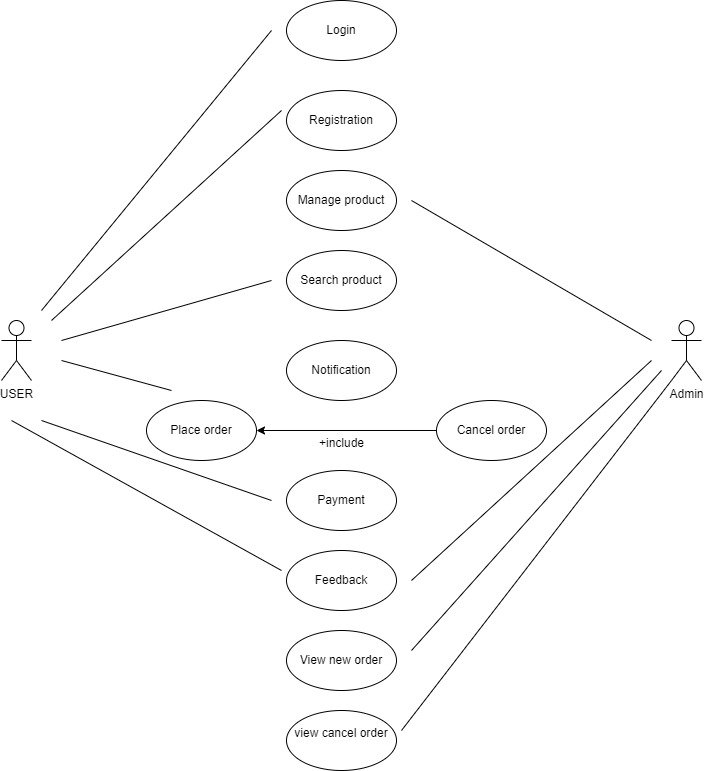 Login
Registration
Manage product
Search product
Notification
USER
Admin
Place order
Cancel order
+include
Payment
Feedback
View new order
view cancel order